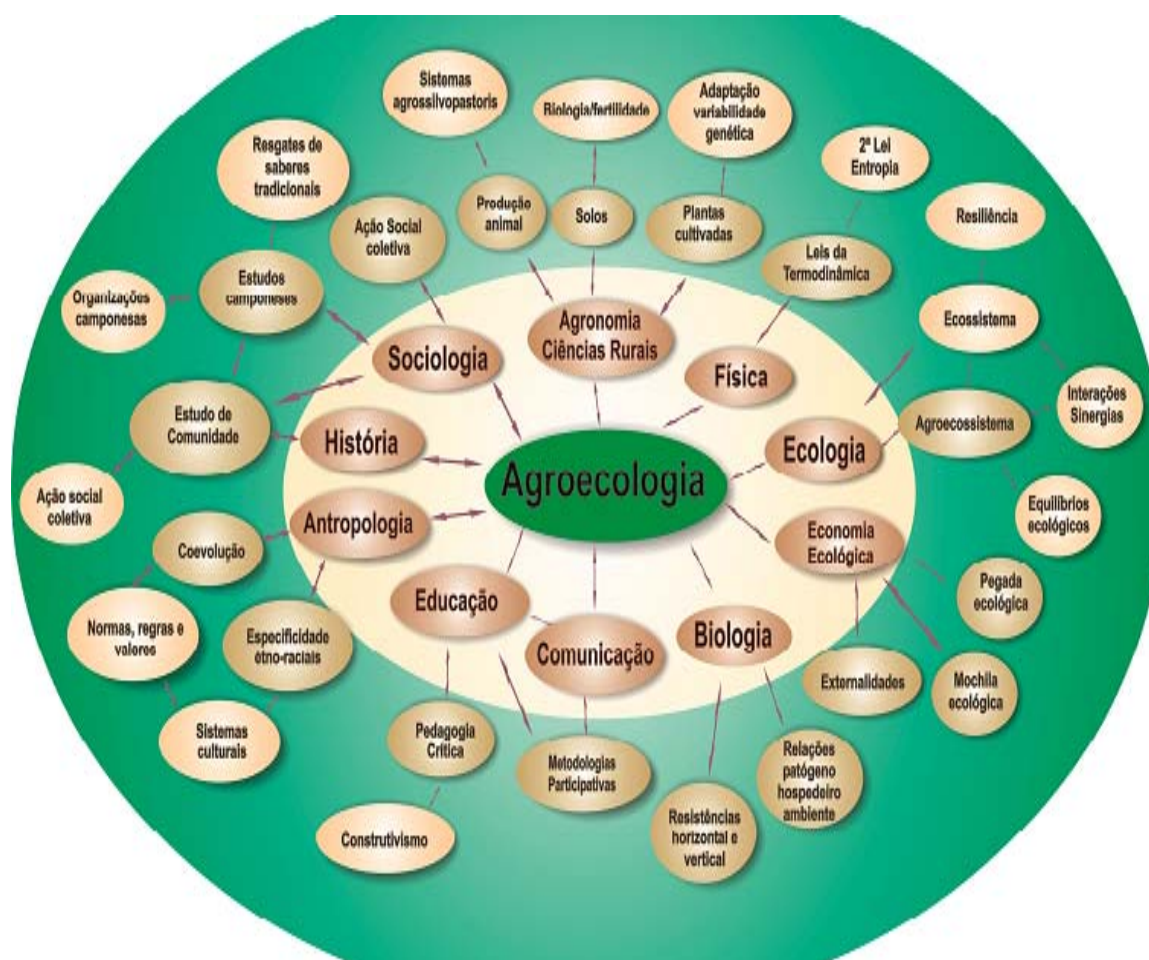 Sistemas
agrossilvopastoris
Biologia/fertilidade
Adaptação
variabilidade
genética
2ª Lei
Entropia
Resgates de
saberes
tradicionais
Resiliência
Ação Social
coletiva
Produção
animal
Solos
Plantas
cultivadas
Leis da
Termodinâmica
Estudos
camponeses
Organizações
camponesas
Ecossistema
Agronomia
Ciências Rurais
Sociologia
Física
Interações
Sinergias
Estudo de
Comunidade
História
Ecologia
Agroecossistema
Agroecologia
Ação social
coletiva
Antropologia
Economia
Ecológica
Equilíbrios
ecológicos
Coevolução
Pegada
ecológica
Educação
Normas, regras e
valores
Especificidade
étno-raciais
Comunicação
Biologia
Externalidades
Mochila
ecológica
Sistemas
culturais
Pedagogia
Crítica
Metodologias
Participativas
Relações
patógeno
hospedeiro
ambiente
Resistências
horizontal e
vertical
Construtivismo